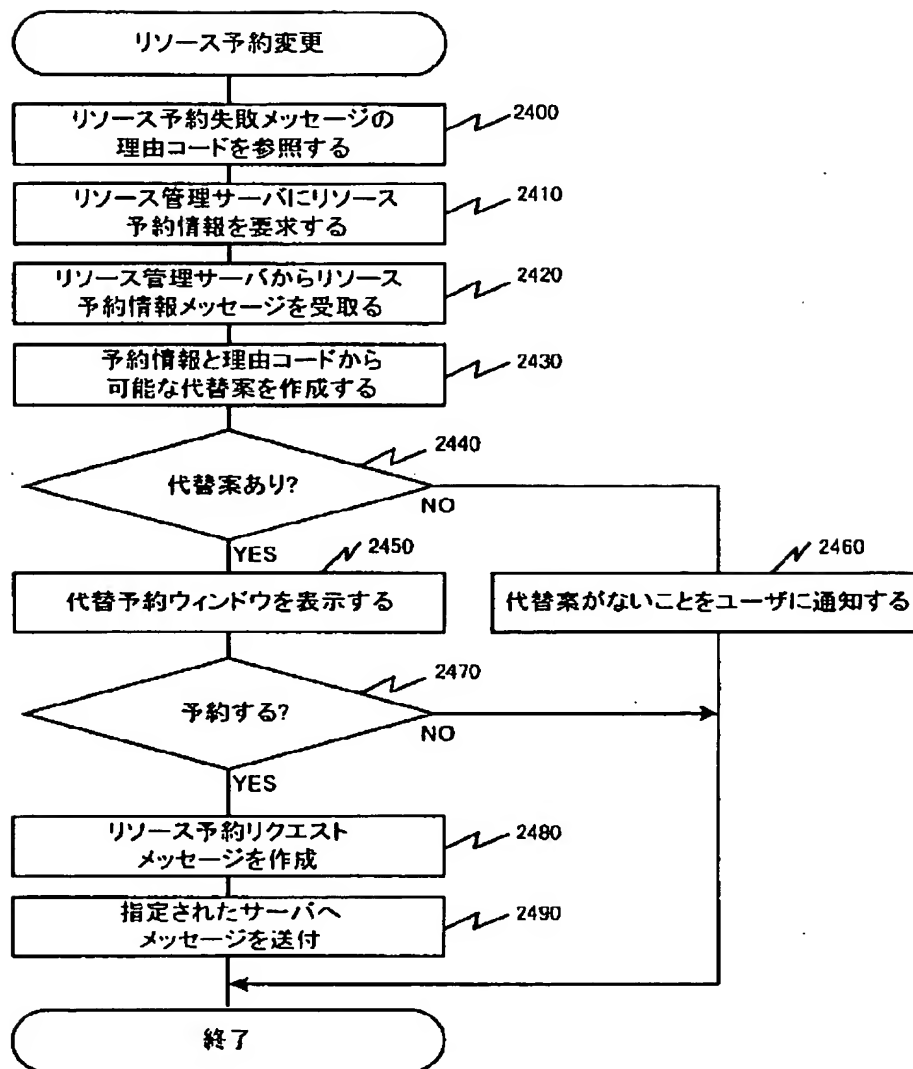 リソース予約変更
リソース予約失敗メッセージの
理由コードを参照する
2400
リソース管理サーバにリソース
予約情報を要求する
2410
リソース管理サーバからリソース
予約情報メッセージを受取る
2420
予約情報と理由コードから
可能な代替案を作成する
2430
2440
代替案あり?
NO
YES
2450
代替予約ウィンドウを表示する
2460
代替案がないことをユーザに通知する
2470
予約する?
NO
YES
リソース予約リクエスト
メッセージを作成
2480
指定されたサーバへ
メッセージを送付
2490
終了